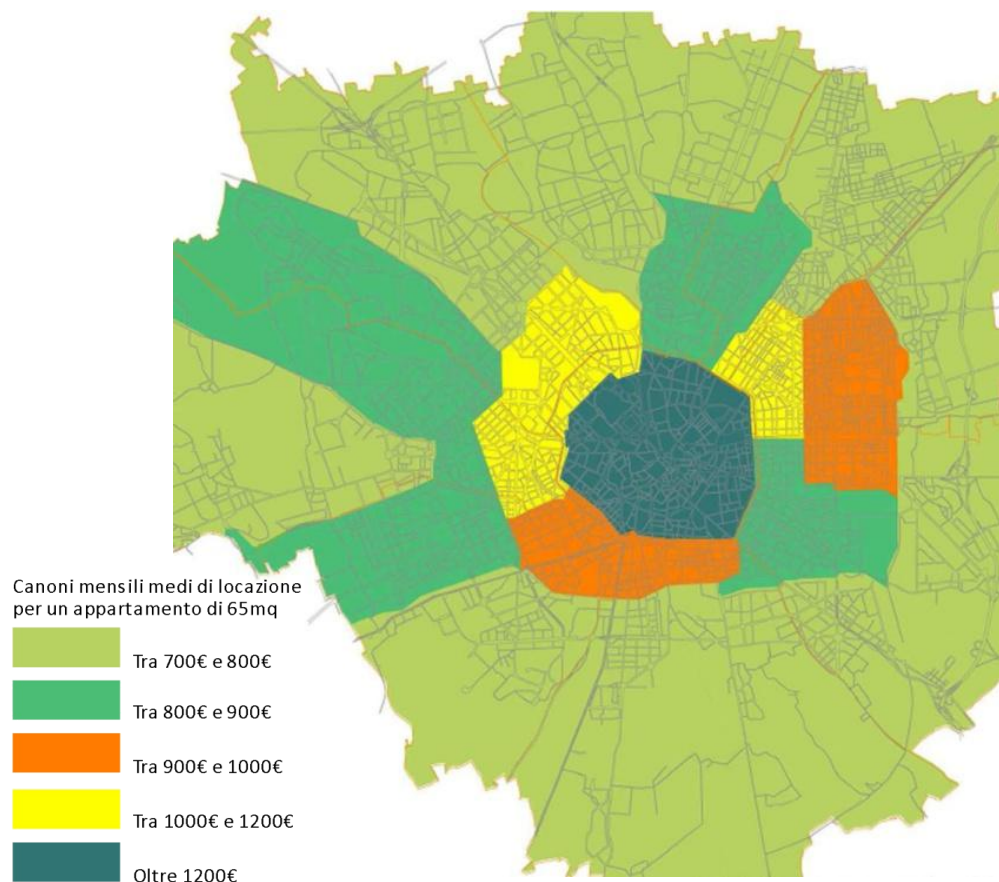 Canoni mensili medi di locazione
per un appartamento di 65mq
Tra 700€ e 800€
Tra 800€ e 900€
Tra 900€ e 1000€
Tra 1000€ e 1200€
Oltre 1200€